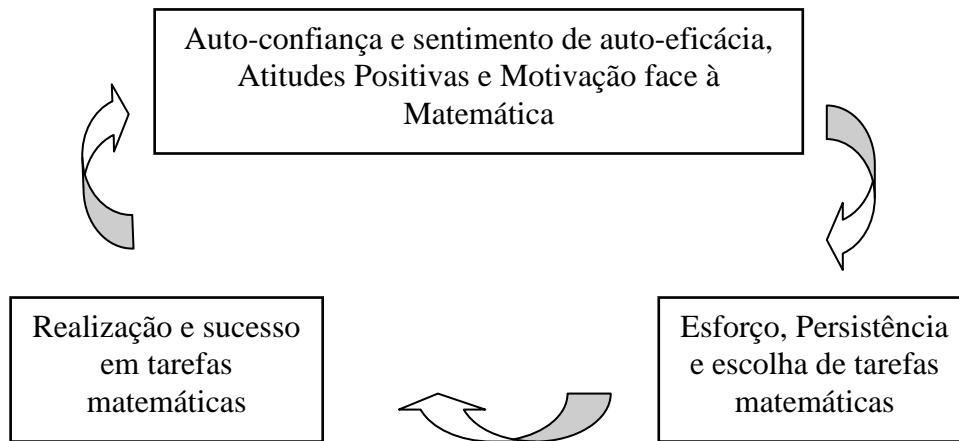 Auto-confiança e sentimento de auto-eficácia,
Atitudes Positivas e Motivação face à
Matemática
Realização e sucesso
em tarefas
matemáticas
Esforço, Persistência
e escolha de tarefas
matemáticas